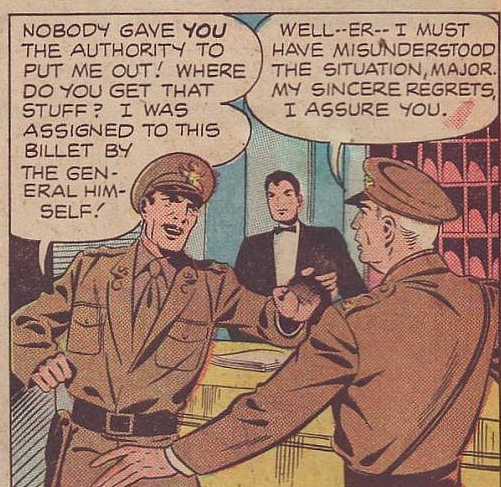 NOBODY GAVE YOU
THE AUTHORITY TO
PUT ME OUT! WHERE
DO YOU GET THAT
STUFF? I WAS
ASSIGNED TO THIS
BILLET BY
THE GEN-
ERAL HIM-
SELF!
WELL--ER--I MUST
HAVE MISUNDERSTOOD
THE SITUATION, MAJOR.
MY SINCERE REGRETS,
I ASSURE YOU.